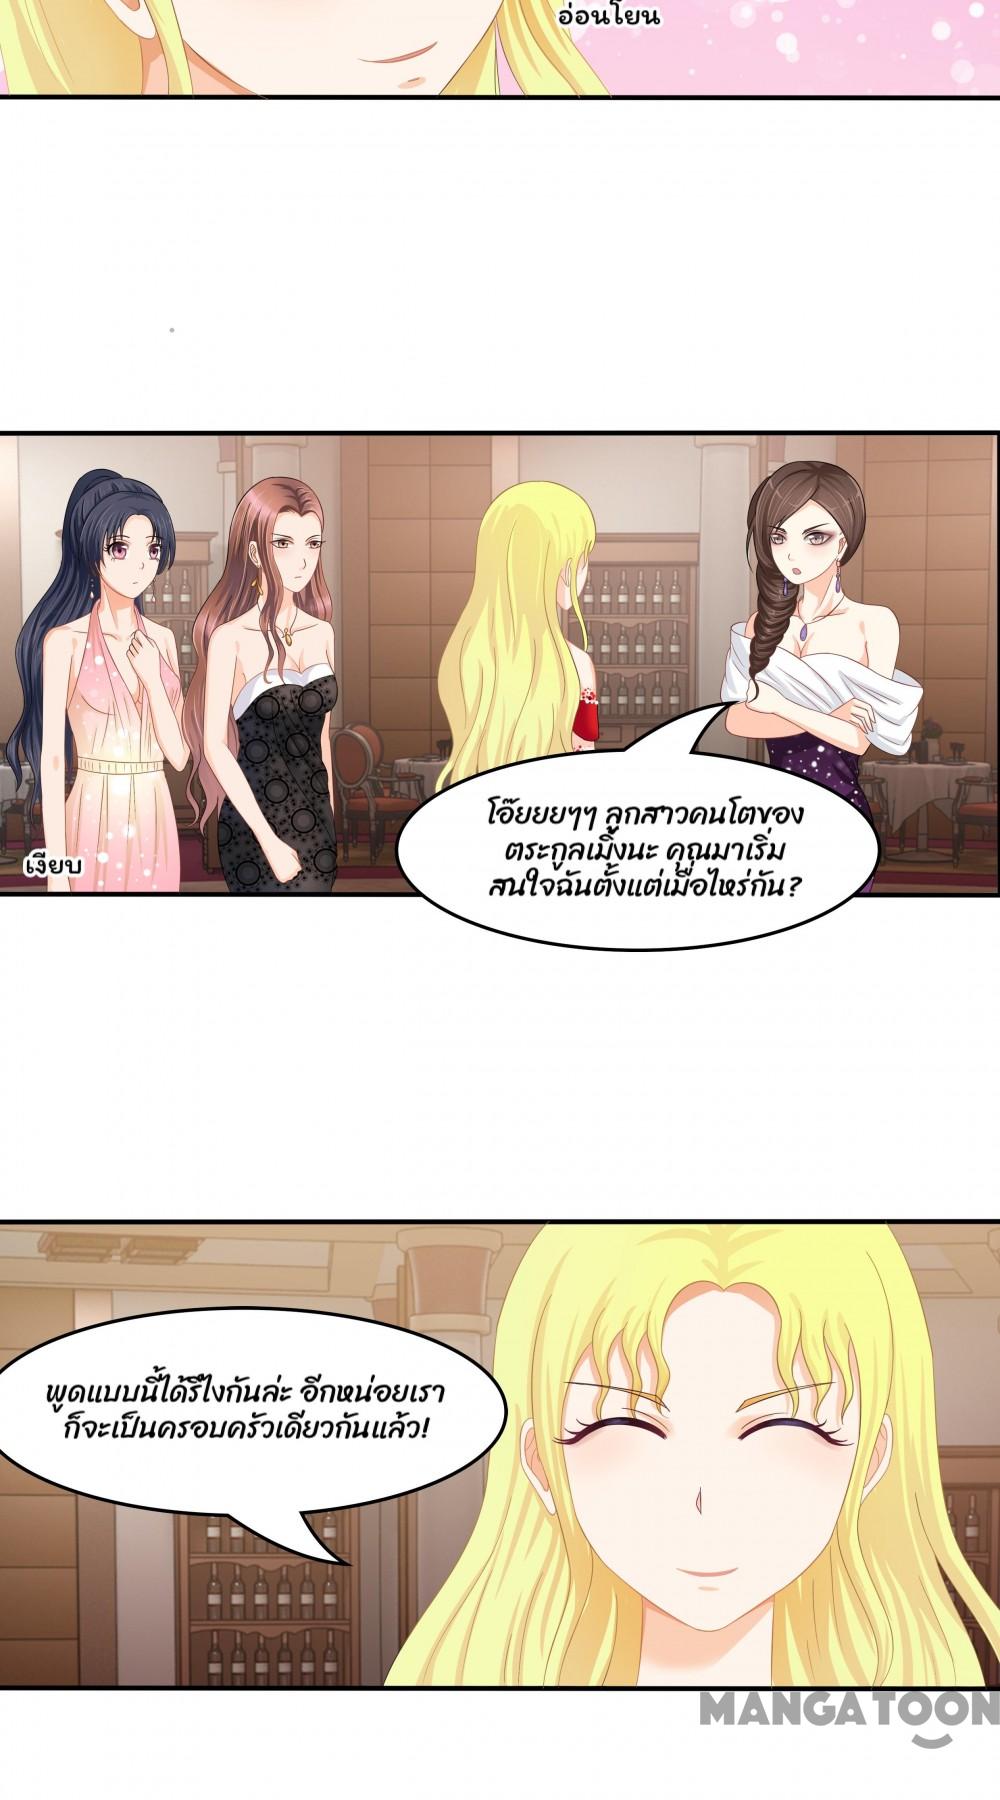 อ่อนโยน
เงียบ
โอ๊ยยยๆๆ ลูกสาวคนโตของ
ตระกูลเมิ่งนะ คุณมาเริ่ม
สนใจฉันตั้งแต่เมื่อไหร่กัน?
พูดแบบนี้ได้รึไงกันล่ะ อีกหน่อยเรา
ก็จะเป็นครอบครัวเดียวกันแล้ว!
MANGATOON